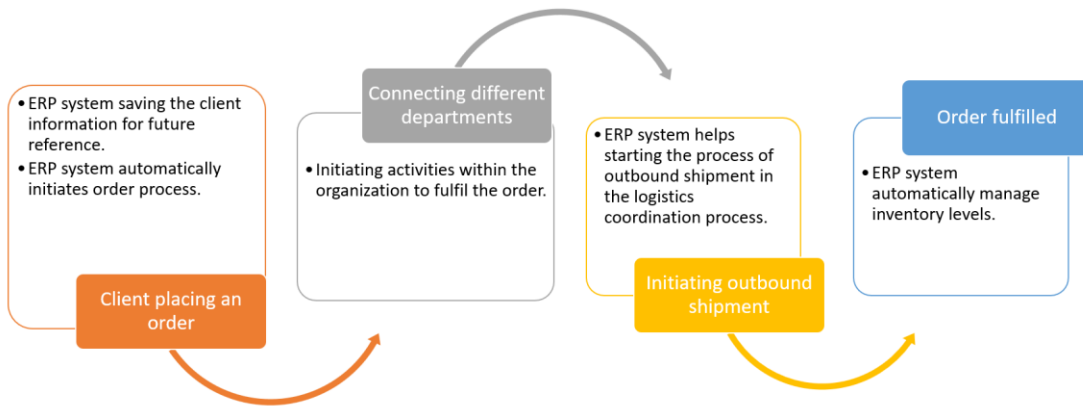 • ERP system saving the client
information for future
reference.
• ERP system automatically
initiates order process.
Client placing an
order
Connecting different
departments
• Initiating activities within the
organization to fulfil the order.
• ERP system helps
starting the process of
outbound shipment in
the logistics
coordination process.
Initiating outbound
shipment
Order fulfilled
• ERP system
automatically manage
inventory levels.